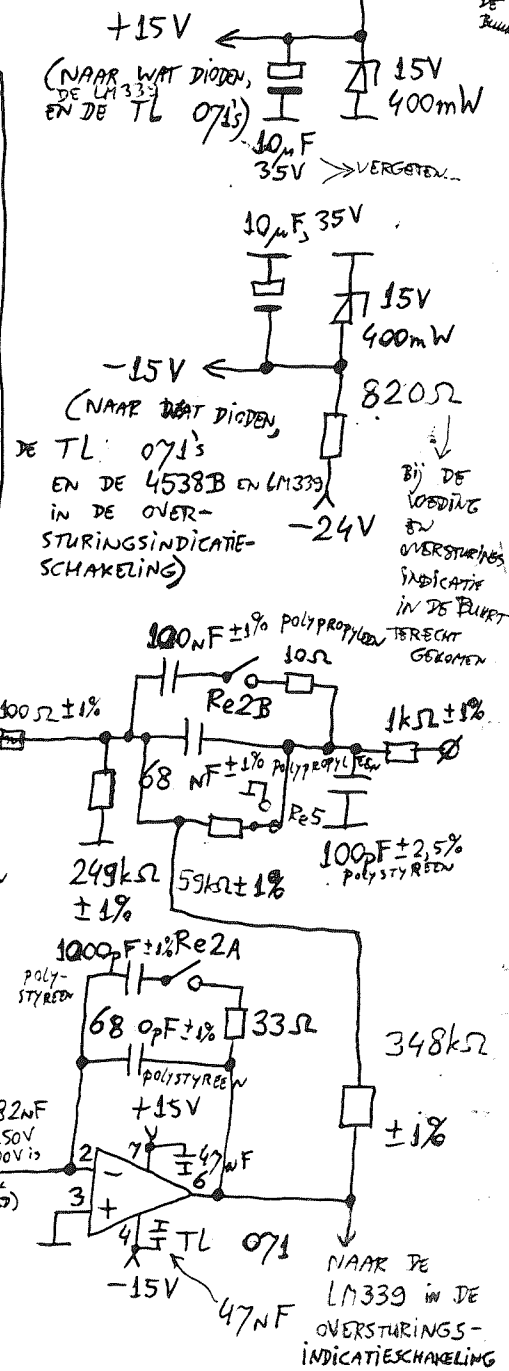 +15V
(NAAR WAT DIODEN,
DE LM339
EN DE TL 071's)
15V
400mW
10µF
35V
VERGETEN...
10µF, 35V
15V
400mW
-15V
(NAAR WAT DIODEN,
DE TL 071's
EN DE 4538B EN LM339
IN DE OVER-
STURINGSINDICATIE-
SCHAKELING)
820Ω
-24V
Bij DE
VOEDING
EN
OVERSTURINGS
INDICATIE
IN DE BUURT
TERECHT
GEKOMEN
100nF ±1% POLYPROPYLEEN
10Ω
Re2B
100Ω ±1%
1kΩ ±1%
68 nF ±1% POLYPROPYLEEN
Re5
249kΩ
±1%
59kΩ ±1%
100pF ±2,5%
POLYSTYREEN
1000pF ±1% Re2A
POLY-
STYREEN
680pF ±1%
33Ω
POLYSTYREEN
348kΩ
±1%
+15V
47nF
2
7
6
3
4
TL 071
-15V
47NF
NAAR DE
LM339 in DE
OVERSTURINGS-
INDICATIESCHAKELING